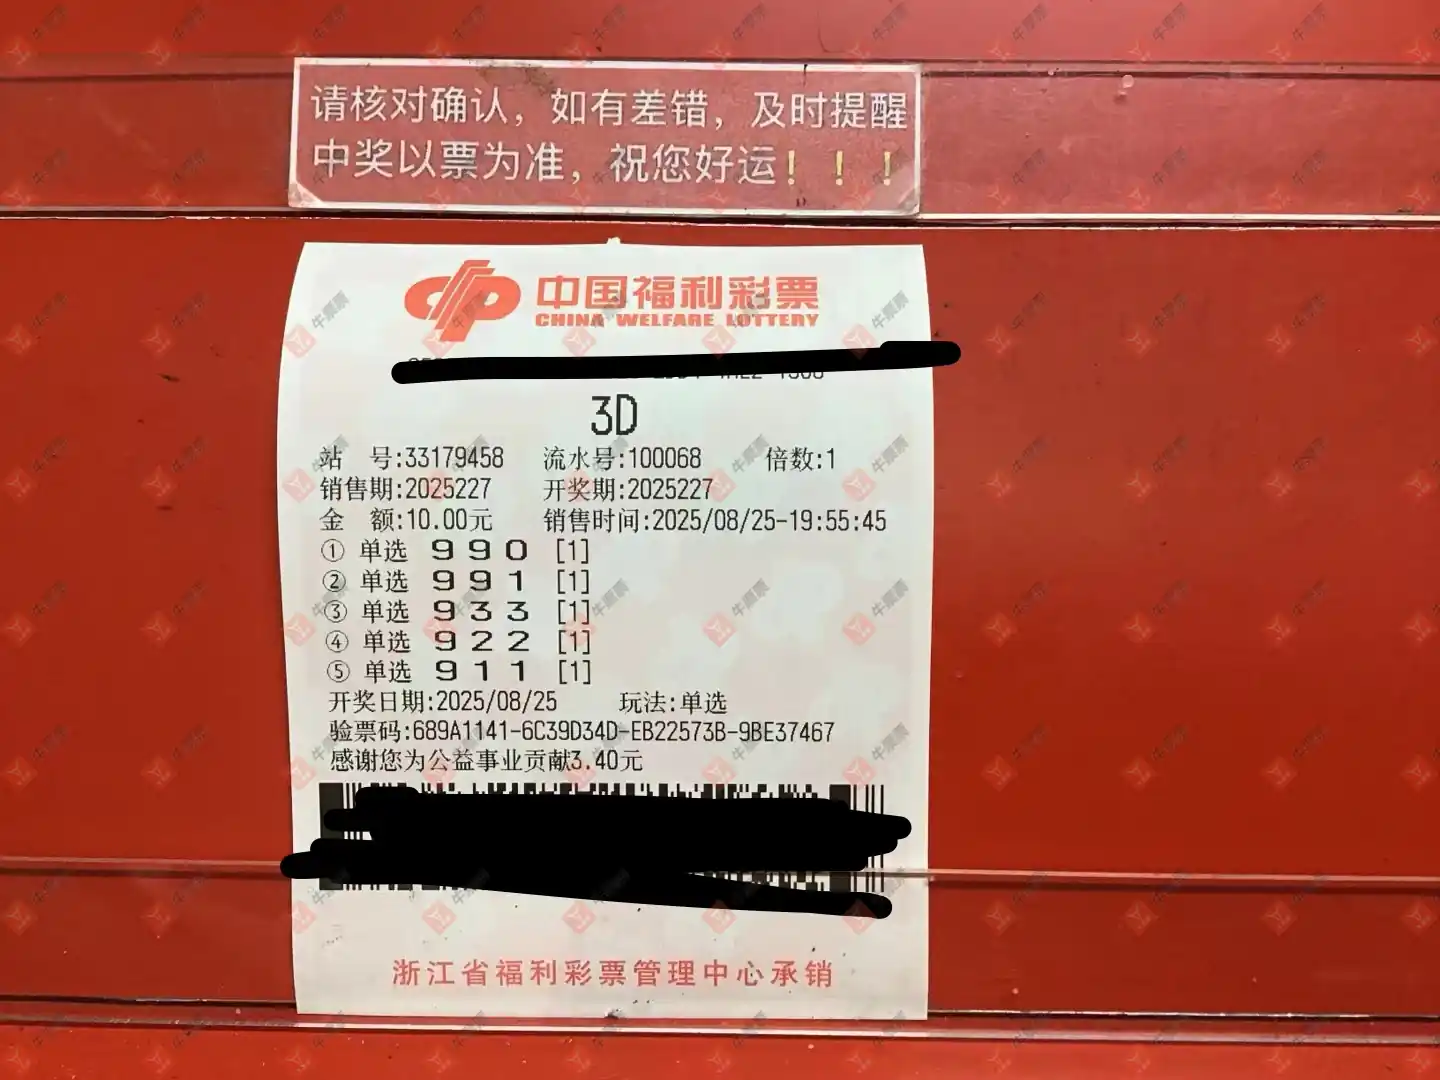 请核对确认，如有差错，及时提醒
中奖以票为准，祝您好运！！！
中国福利彩票
CHINA WELFARE LOTTERY
3D
站 号:33179458 流水号:100068 倍数:1
销售期:2025227 开奖期:2025227
金 额:10.00元 销售时间:2025/08/25-19:55:45
① 单选 9 9 0 [1]
② 单选 9 9 1 [1]
③ 单选 9 3 3 [1]
④ 单选 9 2 2 [1]
⑤ 单选 9 1 1 [1]
开奖日期:2025/08/25 玩法:单选
验票码:689A1141-6C39D34D-EB22573B-9BE37467
感谢您为公益事业贡献3.40元
浙江省福利彩票管理中心承销
牛票票